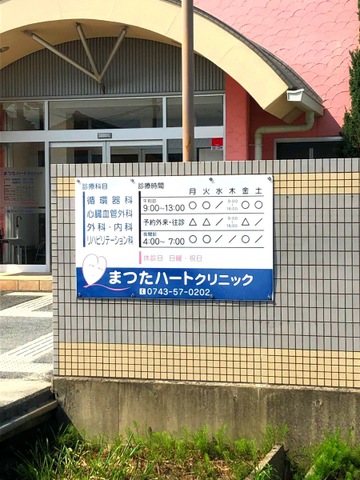 診療科目
循環器科
心臓血管外科
外科・内科
リハビリテーション科
診療時間 月 火 水 木 金 土
午前診
9:00~13:00 ○ ○ ／ ○ ○
予約外来・往診 △ △ ／ ／ △ ／
夜間診
4:00~ 7:00 ○ ○ ／ ／ ○ ／
休診日 日曜・祝日
まつたハートクリニック
0743-57-0202